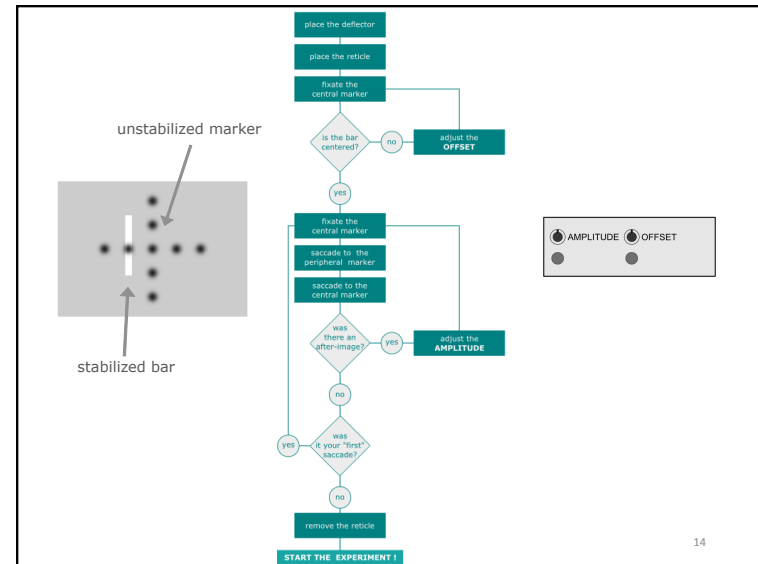 place the deflector
place the reticle
fixate the
central marker
is the bar
centered?
no
adjust the
OFFSET
yes
unstabilized marker
stabilized bar
fixate the
central marker
saccade to the
peripheral marker
saccade to the
central marker
was
there an
after-image?
yes
adjust the
AMPLITUDE
no
was
it your "first"
saccade?
yes
no
remove the reticle
START THE EXPERIMENT !
AMPLITUDE OFFSET
14